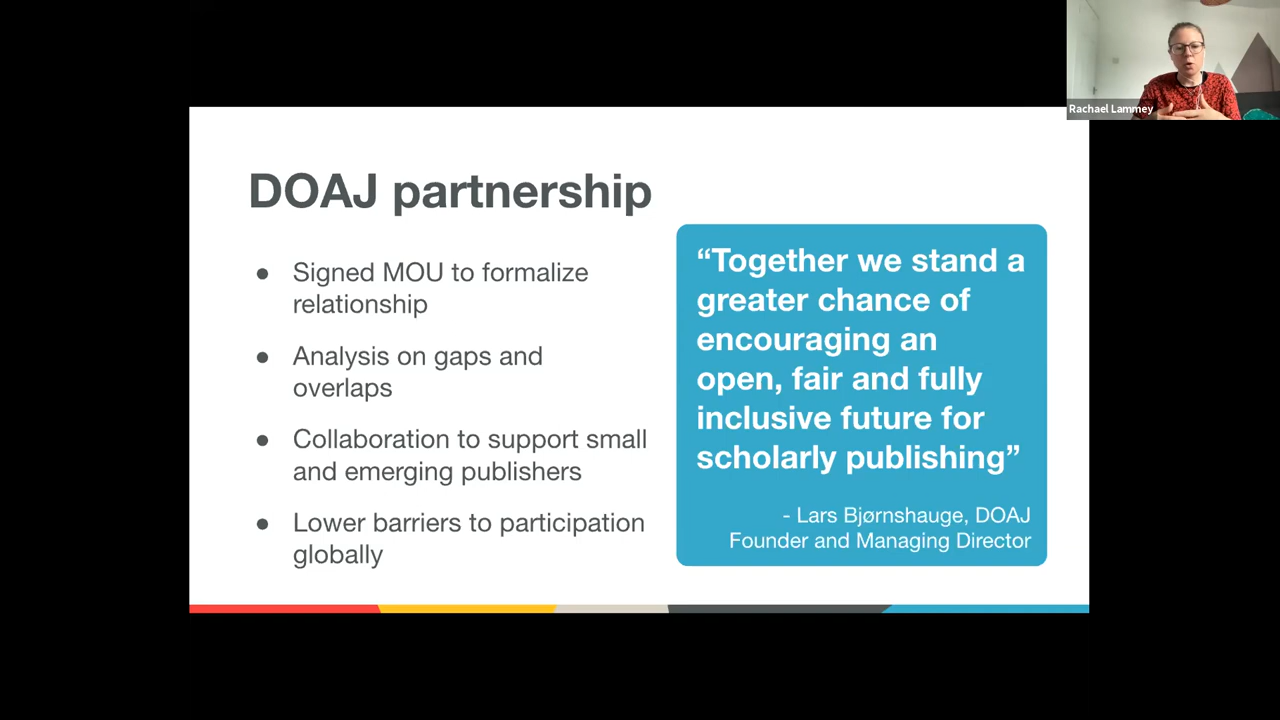 Rachael Lammey
DOAJ partnership
● Signed MOU to formalize
relationship
● Analysis on gaps and
overlaps
● Collaboration to support small
and emerging publishers
● Lower barriers to participation
globally
“Together we stand a
greater chance of
encouraging an
open, fair and fully
inclusive future for
scholarly publishing”
- Lars Bjørnshauge, DOAJ
Founder and Managing Director